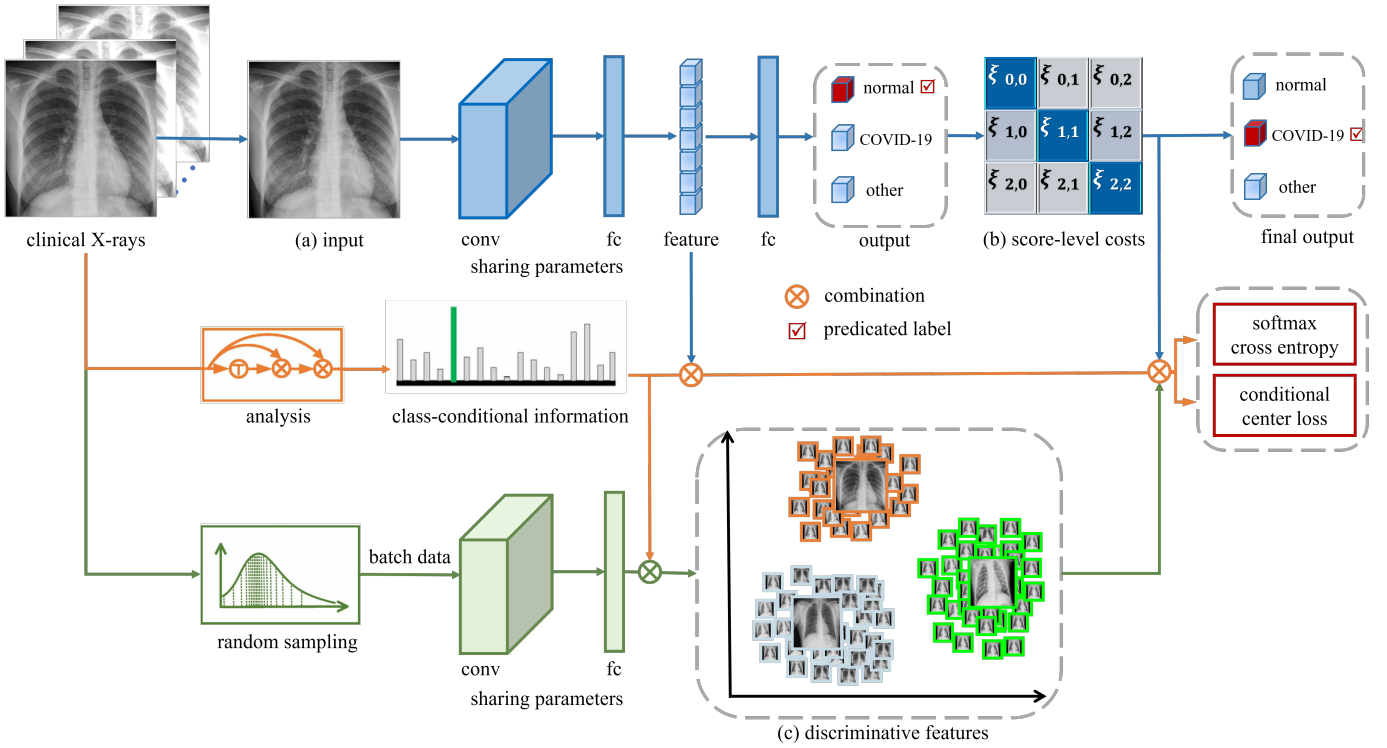 normal
COVID-19
other
ξ 0,0
ξ 0,1
ξ 0,2
ξ 1,0
ξ 1,1
ξ 1,2
ξ 2,0
ξ 2,1
ξ 2,2
normal
COVID-19
other
clinical X-rays
(a) input
conv
fc
sharing parameters
feature
fc
output
(b) score-level costs
final output
combination
predicated label
softmax
cross entropy
conditional
center loss
T
analysis
class-conditional information
batch data
random sampling
conv
fc
sharing parameters
(c) discriminative features